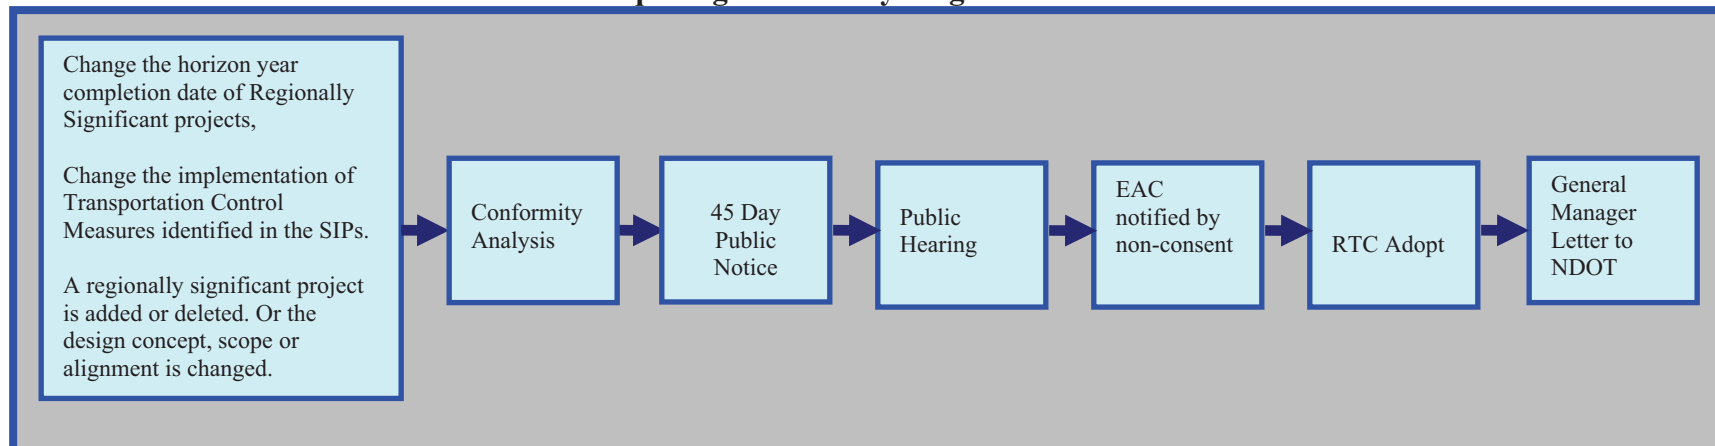 Change the horizon year
completion date of Regionally
Significant projects,
Change the implementation of
Transportation Control
Measures identified in the SIPs.
A regionally significant project
is added or deleted. Or the
design concept, scope or
alignment is changed.
Conformity
Analysis
45 Day
Public
Notice
Public
Hearing
EAC
notified by
non-consent
RTC Adopt
General
Manager
Letter to
NDOT